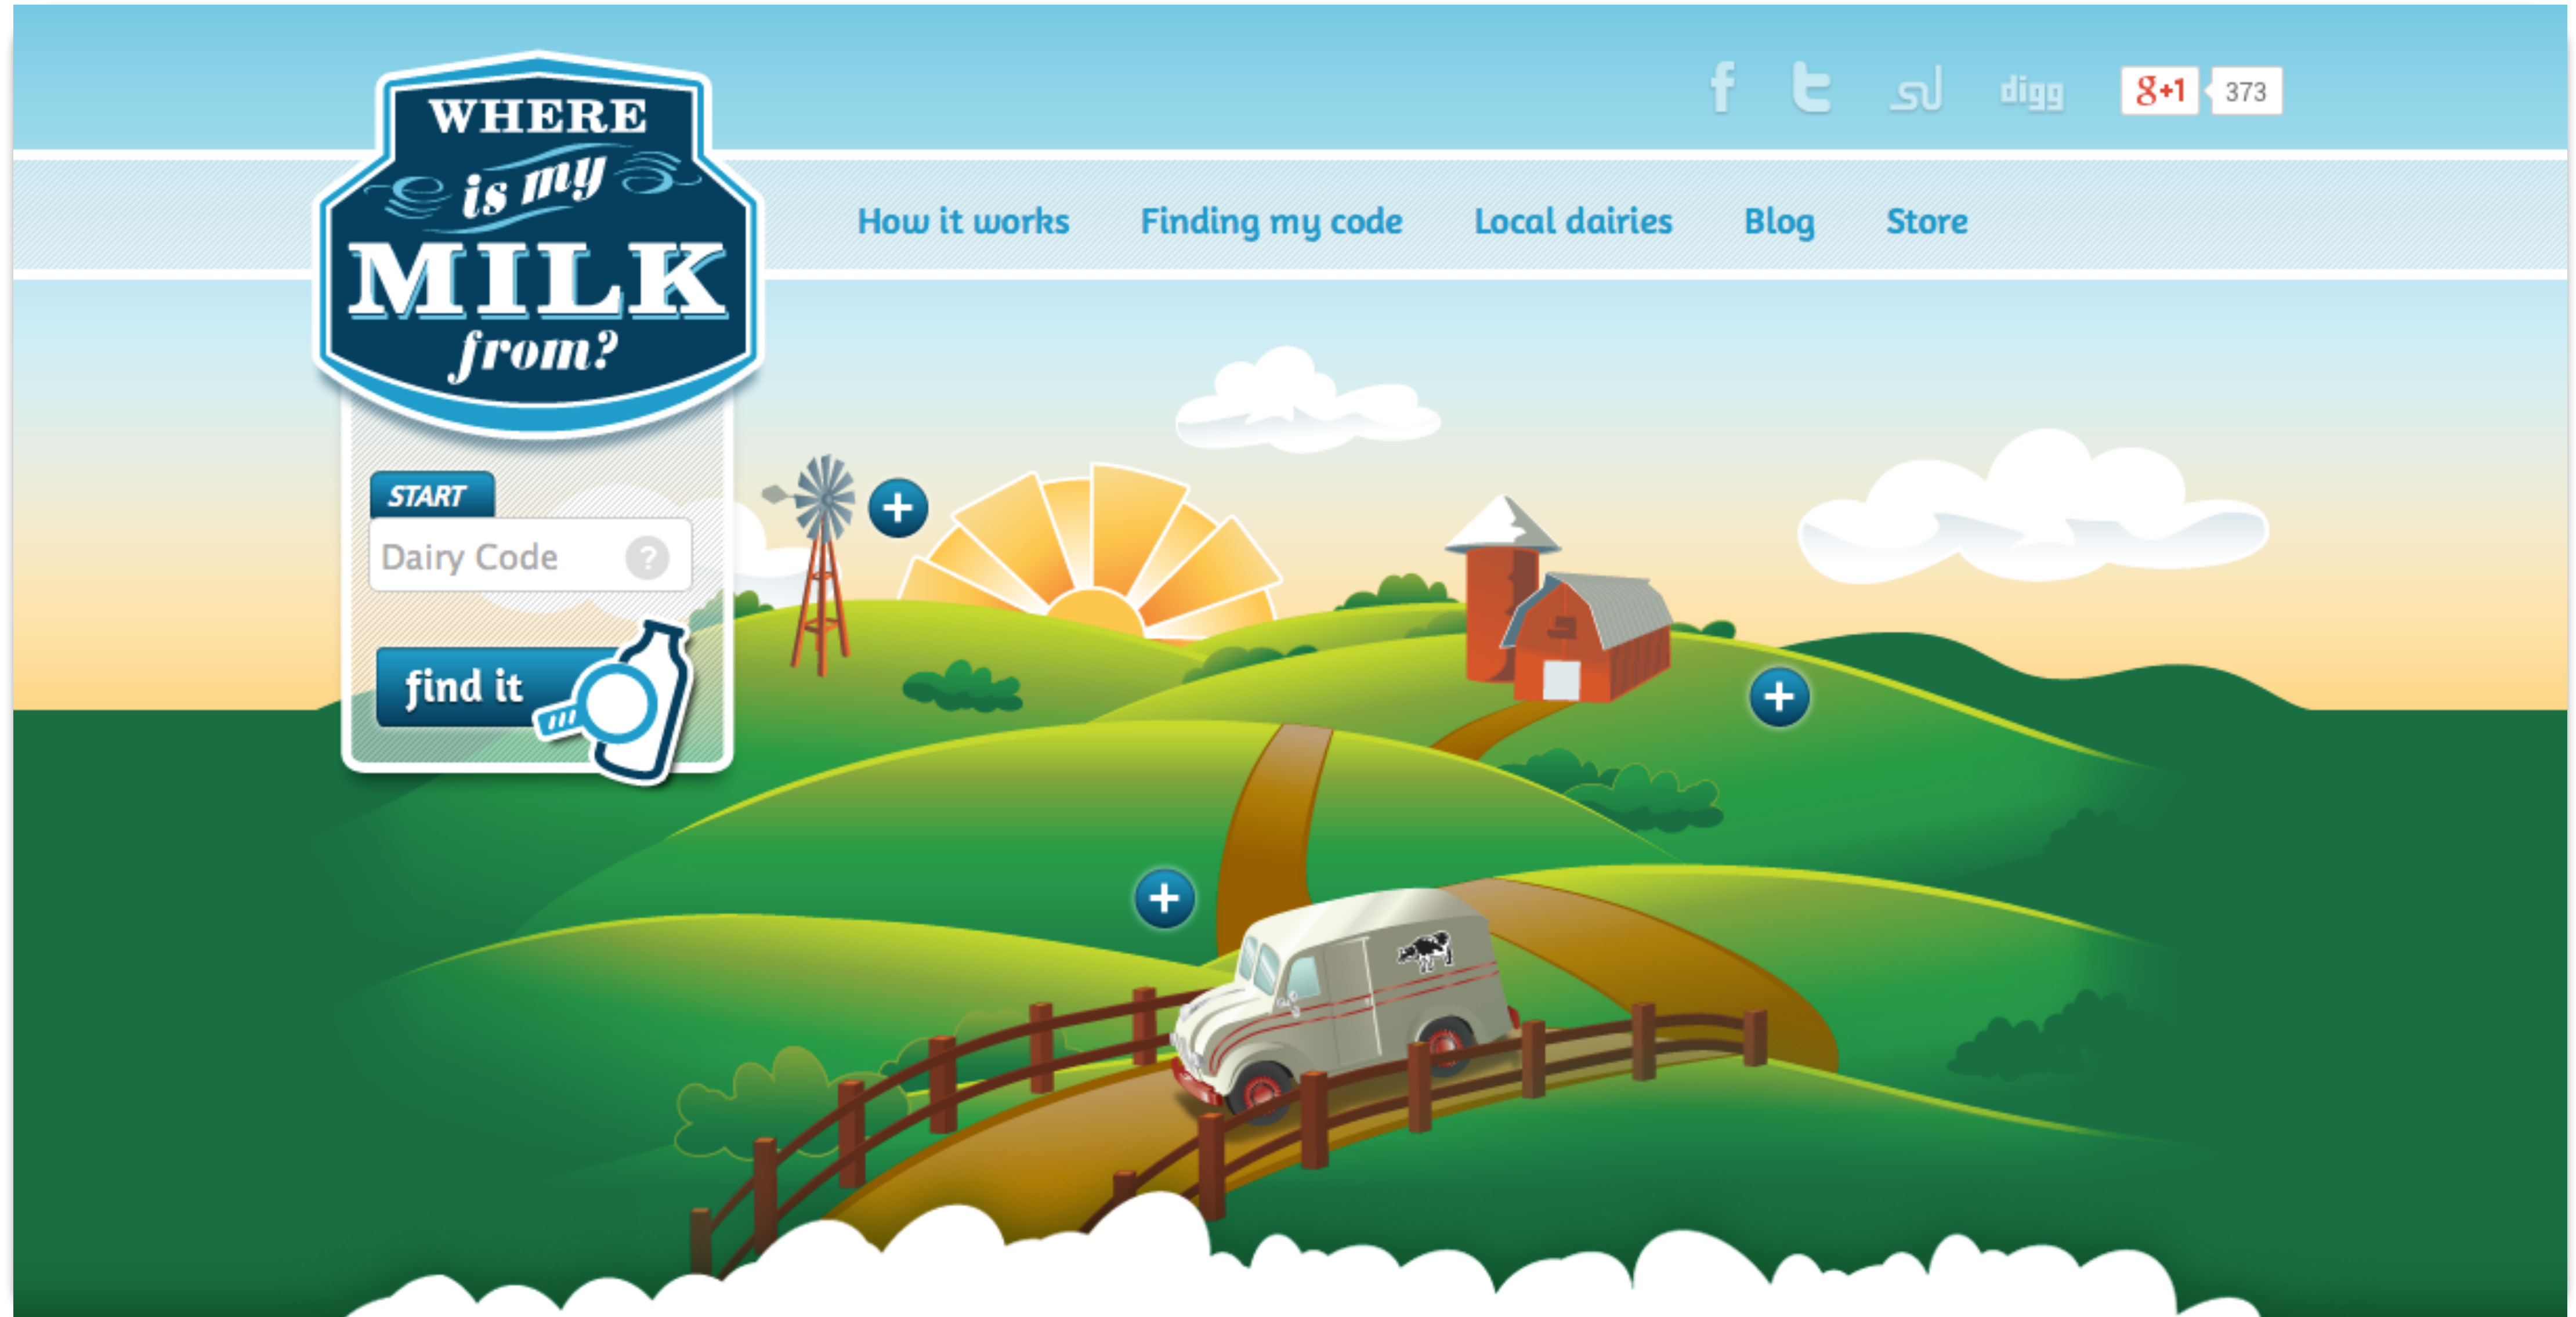 WHERE
is my
MILK
from?
f t su digg g+1 373
How it works Finding my code Local dairies Blog Store
START
Dairy Code ?
find it